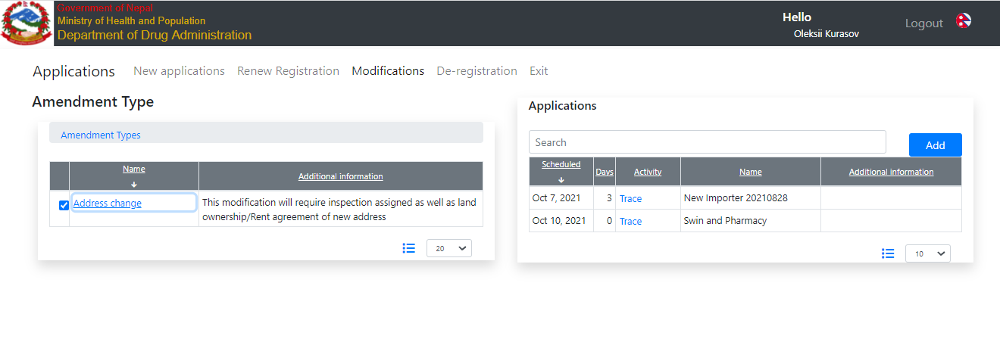 Government of Nepal
Ministry of Health and Population
Department of Drug Administration
Hello
Oleksii Kurasov
Logout
Applications New applications Renew Registration Modifications De-registration Exit
Amendment Type
Amendment Types
Name Additional information
Address change
This modification will require inspection assigned as well as land
ownership/Rent agreement of new address
20
Applications
Search
Add
Scheduled Days Activity Name Additional information
Oct 7, 2021 3 Trace New Importer 20210828
Oct 10, 2021 0 Trace Swin and Pharmacy
10